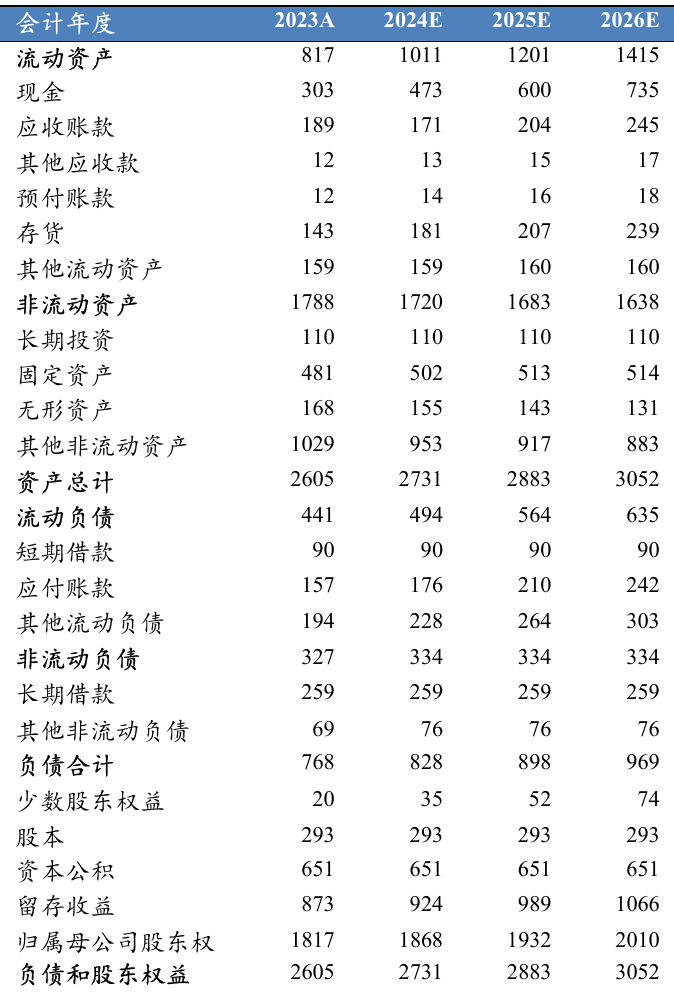 会计年度 2023A 2024E 2025E 2026E
流动资产 817 1011 1201 1415
现金 303 473 600 735
应收账款 189 171 204 245
其他应收款 12 13 15 17
预付账款 12 14 16 18
存货 143 181 207 239
其他流动资产 159 159 160 160
非流动资产 1788 1720 1683 1638
长期投资 110 110 110 110
固定资产 481 502 513 514
无形资产 168 155 143 131
其他非流动资产 1029 953 917 883
资产总计 2605 2731 2883 3052
流动负债 441 494 564 635
短期借款 90 90 90 90
应付账款 157 176 210 242
其他流动负债 194 228 264 303
非流动负债 327 334 334 334
长期借款 259 259 259 259
其他非流动负债 69 76 76 76
负债合计 768 828 898 969
少数股东权益 20 35 52 74
股本 293 293 293 293
资本公积 651 651 651 651
留存收益 873 924 989 1066
归属母公司股东权 1817 1868 1932 2010
负债和股东权益 2605 2731 2883 3052